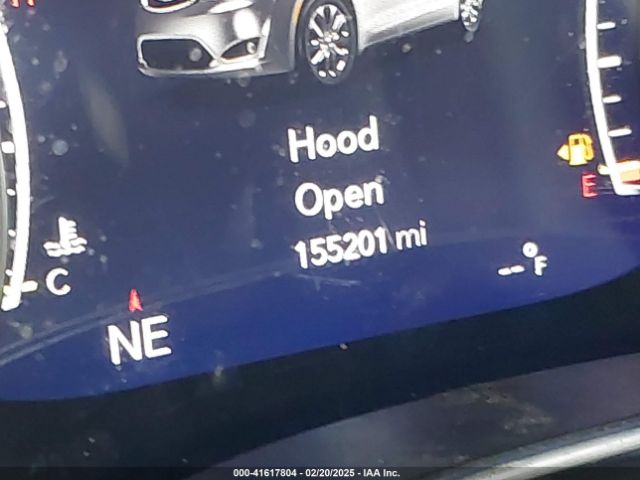 Hood
Open
155201 mi
E
C
-- °F
NE
000-41617804 - 02/20/2025 - IAA Inc.